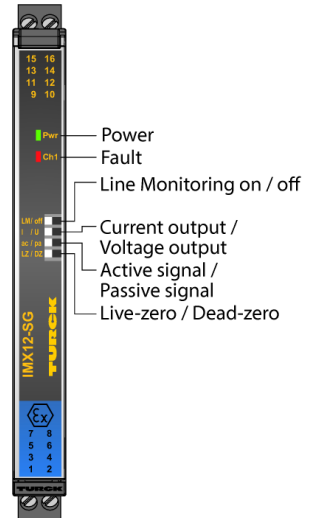 15 16
13 14
11 12
9 10
Pwr
Power
Ch1
Fault
Line Monitoring on / off
LM/ off
I / U
Current output /
Voltage output
ac / pa
Active signal /
Passive signal
LZ / DZ
Live-zero / Dead-zero
IMX12-SG
TURCK
εx
7 8
5 6
3 4
1 2
TURCK